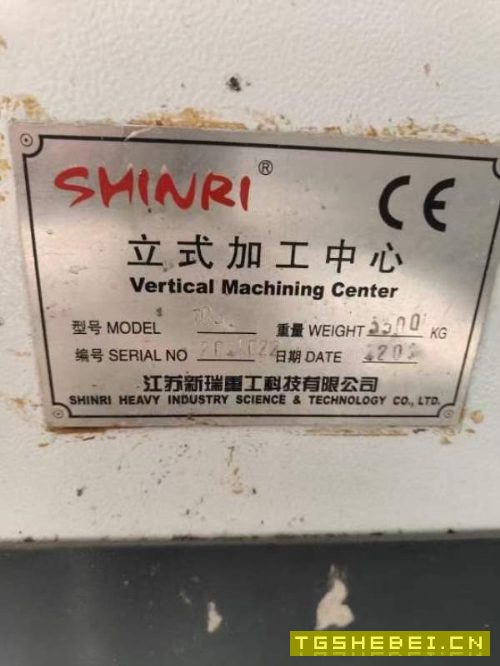 SHINRI ®
CE
立式加工中心
Vertical Machining Center
型号 MODEL 重量 WEIGHT KG
编号 SERIAL NO 日期 DATE
江苏新瑞重工科技有限公司
SHINRI HEAVY INDUSTRY SCIENCE & TECHNOLOGY CO., LTD.
TGSHEBEI.CN